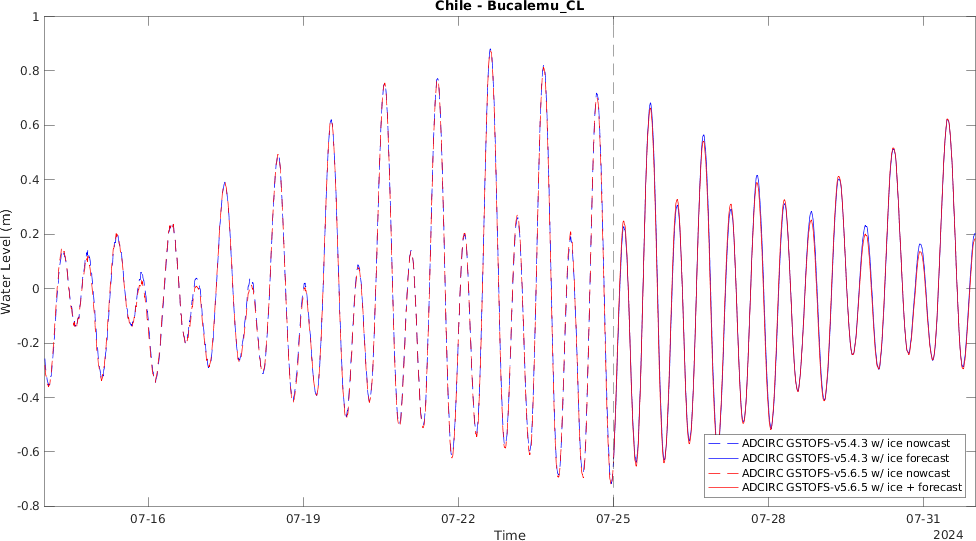 Chile - Bucalemu_CL
1
0.8
0.6
0.4
0.2
0
-0.2
-0.4
-0.6
-0.8
Water Level (m)
07-16 07-19 07-22 07-25 07-28 07-31
Time
2024
ADCIRC GSTOFS-v5.4.3 w/ ice nowcast
ADCIRC GSTOFS-v5.4.3 w/ ice forecast
ADCIRC GSTOFS-v5.6.5 w/ ice nowcast
ADCIRC GSTOFS-v5.6.5 w/ ice + forecast